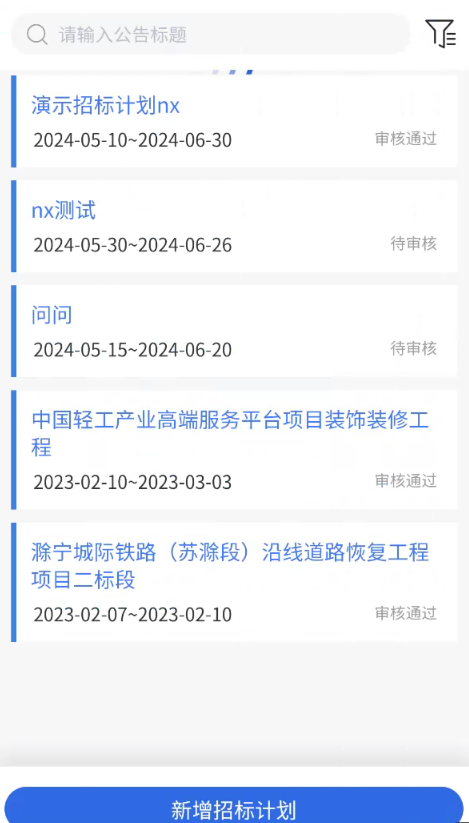 请输入公告标题
演示招标计划nx
2024-05-10~2024-06-30 审核通过
nx测试
2024-05-30~2024-06-26 待审核
问问
2024-05-15~2024-06-20 待审核
中国轻工产业高端服务平台项目装饰装修工
程
2023-02-10~2023-03-03 审核通过
滁宁城际铁路（苏滁段）沿线道路恢复工程
项目二标段
2023-02-07~2023-02-10 审核通过
新增招标计划